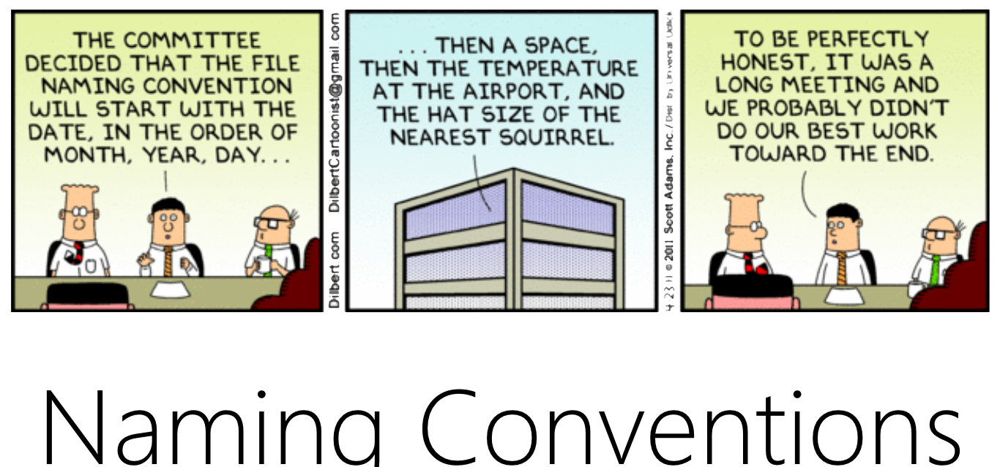 THE COMMITTEE
DECIDED THAT THE FILE
NAMING CONVENTION
WILL START WITH THE
DATE, IN THE ORDER OF
MONTH, YEAR, DAY...
Dilbert.com DilbertCartoonist@gmail.com
...THEN A SPACE,
THEN THE TEMPERATURE
AT THE AIRPORT, AND
THE HAT SIZE OF THE
NEAREST SQUIRREL.
4-23-11 © 2011 Scott Adams, Inc./Dist. by Universal Uclick
TO BE PERFECTLY
HONEST, IT WAS A
LONG MEETING AND
WE PROBABLY DIDN'T
DO OUR BEST WORK
TOWARD THE END.
Naming Conventions